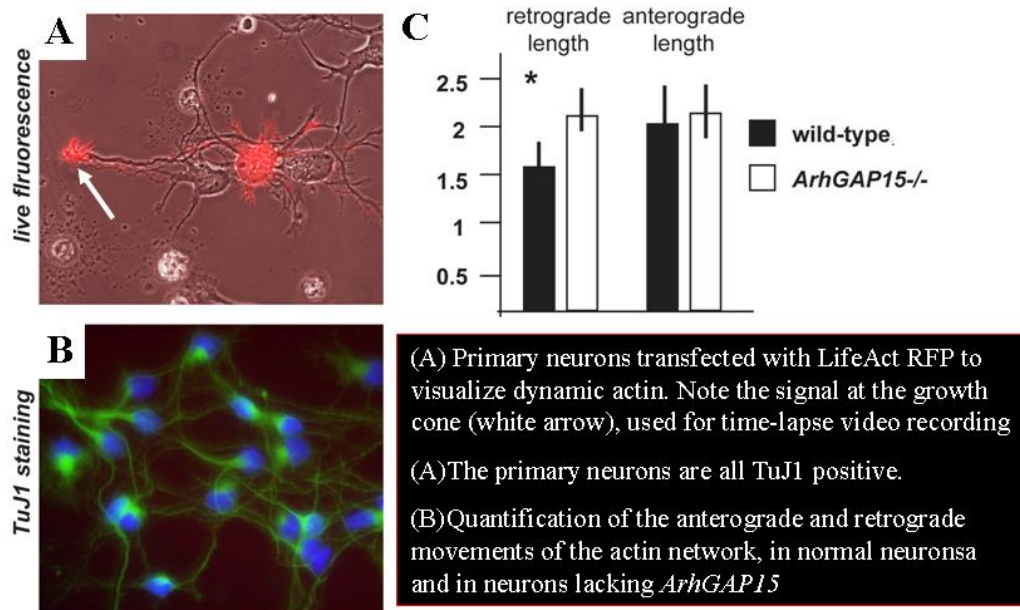 A
live flruorescence
B
TuJ1 staining
C
retrograde
length
anterograde
length
*
2.5
2
1.5
1
0.5
wild-type.
ArhGAP15-/-
(A) Primary neurons transfected with LifeAct RFP to
visualize dynamic actin. Note the signal at the growth
cone (white arrow), used for time-lapse video recording
(A)The primary neurons are all TuJ1 positive.
(B)Quantification of the anterograde and retrograde
movements of the actin network, in normal neuronsa
and in neurons lacking ArhGAP15